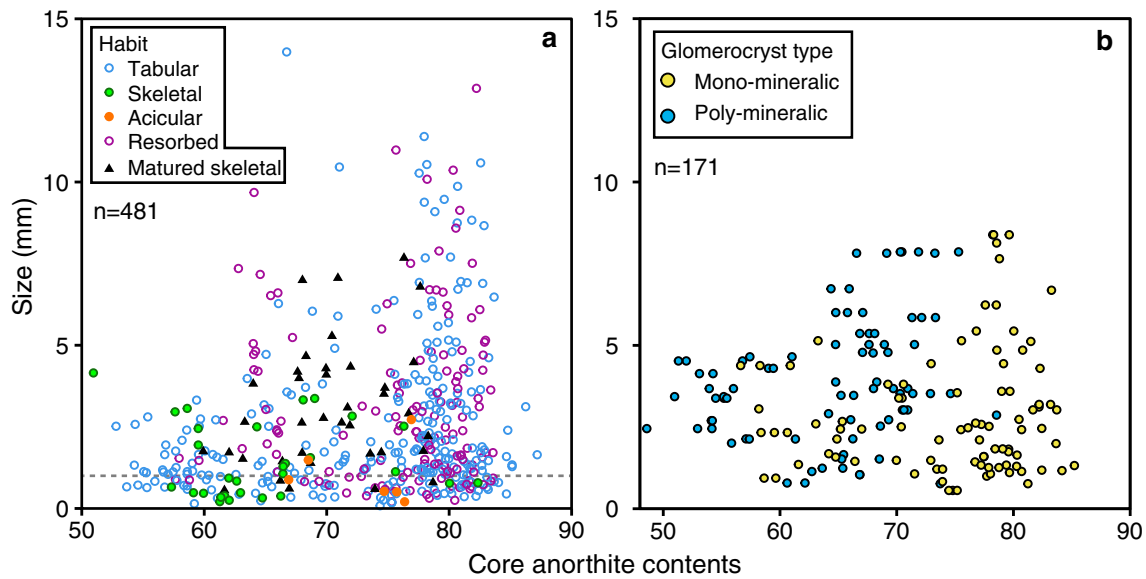 15
10
5
0
Size (mm)
Habit
Tabular
Skeletal
Acicular
Resorbed
Matured skeletal
n=481
a
50 60 70 80 90
15
10
5
0
Glomerocryst type
Mono-mineralic
Poly-mineralic
n=171
b
50 60 70 80 90
Core anorthite contents